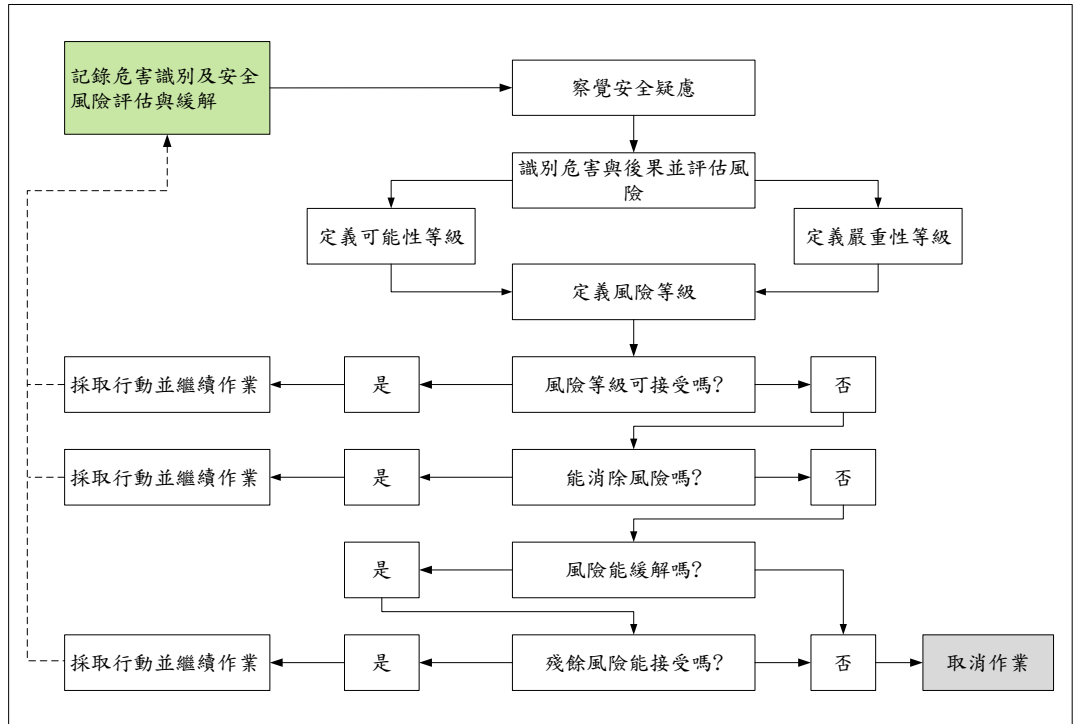 記錄危害識別及安全
風險評估與緩解
察覺安全疑慮
識別危害與後果並評估風
險
定義可能性等級
定義嚴重性等級
定義風險等級
採取行動並繼續作業
是
風險等級可接受嗎?
否
採取行動並繼續作業
是
能消除風險嗎?
否
是
風險能緩解嗎?
採取行動並繼續作業
是
殘餘風險能接受嗎?
否
取消作業